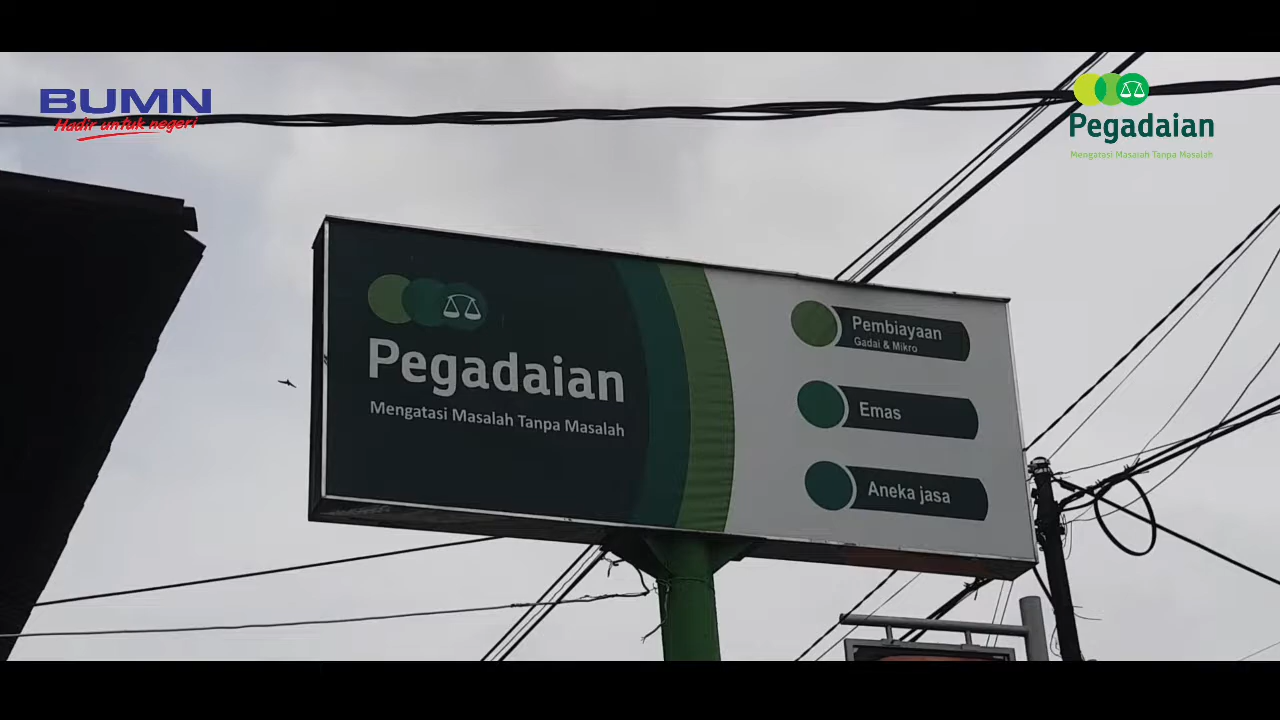 BUMN
Hadir untuk negeri
Pegadaian
Mengatasi Masalah Tanpa Masalah
Pegadaian
Mengatasi Masalah Tanpa Masalah
Pembiayaan
Gadai & Mikro
Emas
Aneka jasa